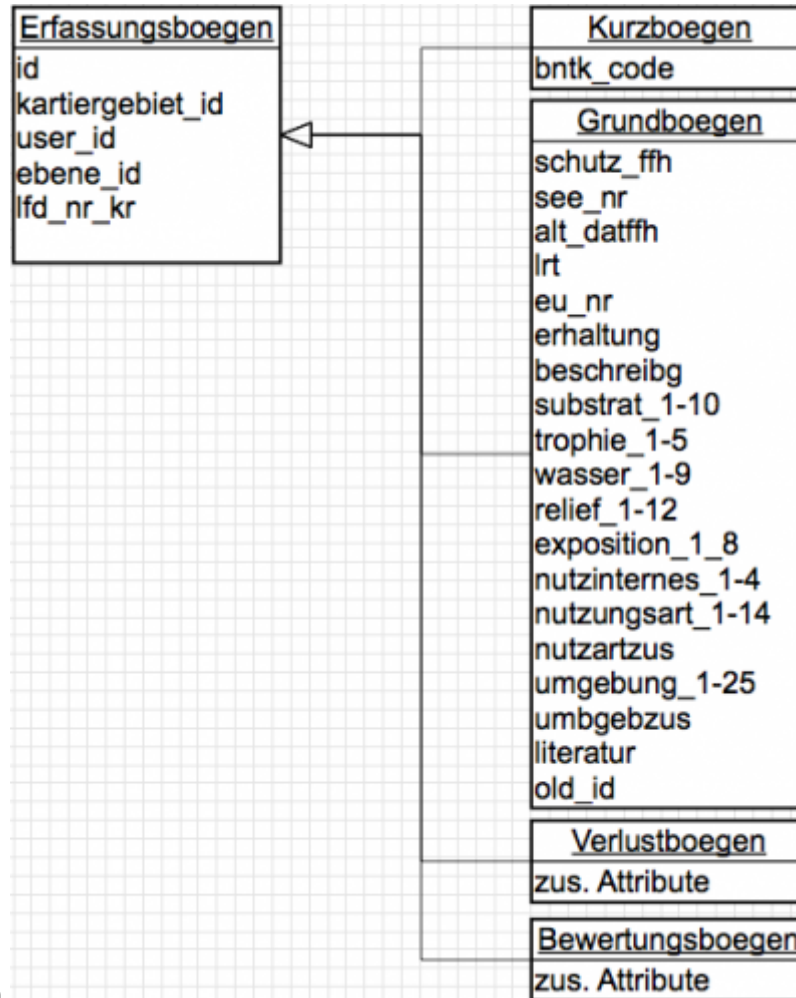 Erfassungsboegen
id
kartiergebiet_id
user_id
ebene_id
lfd_nr_kr
Kurzboegen
bntk_code
Grundboegen
schutz_ffh
see_nr
alt_datffh
lrt
eu_nr
erhaltung
beschreibg
substrat_1-10
trophie_1-5
wasser_1-9
relief_1-12
exposition_1_8
nutzinternes_1-4
nutzungsart_1-14
nutzartzus
umgebung_1-25
umbgebzus
literatur
old_id
Verlustboegen
zus. Attribute
Bewertungsboegen
zus. Attribute